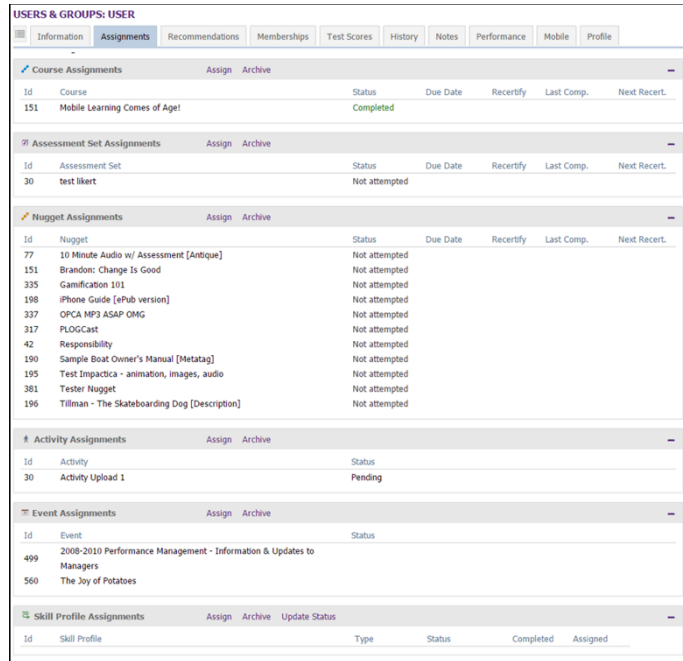 USERS & GROUPS: USER
Information Assignments Recommendations Memberships Test Scores History Notes Performance Mobile Profile
Course Assignments Assign Archive
Id Course Status Due Date Recertify Last Comp. Next Recert.
151 Mobile Learning Comes of Age! Completed
Assessment Set Assignments Assign Archive
Id Assessment Set Status Due Date Recertify Last Comp. Next Recert.
30 test likert Not attempted
Nugget Assignments Assign Archive
Id Nugget Status Due Date Recertify Last Comp. Next Recert.
77 10 Minute Audio w/ Assessment [Antique] Not attempted
151 Brandon: Change Is Good Not attempted
335 Gamification 101 Not attempted
198 iPhone Guide [ePub version] Not attempted
337 OPCA MP3 ASAP OMG Not attempted
317 PLOGCast Not attempted
42 Responsibility Not attempted
190 Sample Boat Owner's Manual [Metatag] Not attempted
195 Test Impactica - animation, images, audio Not attempted
381 Tester Nugget Not attempted
196 Tillman - The Skateboarding Dog [Description] Not attempted
Activity Assignments Assign Archive
Id Activity Status
30 Activity Upload 1 Pending
Event Assignments Assign Archive
Id Event Status
499 2008-2010 Performance Management - Information & Updates to
Managers
560 The Joy of Potatoes
Skill Profile Assignments Assign Archive Update Status
Id Skill Profile Type Status Completed Assigned